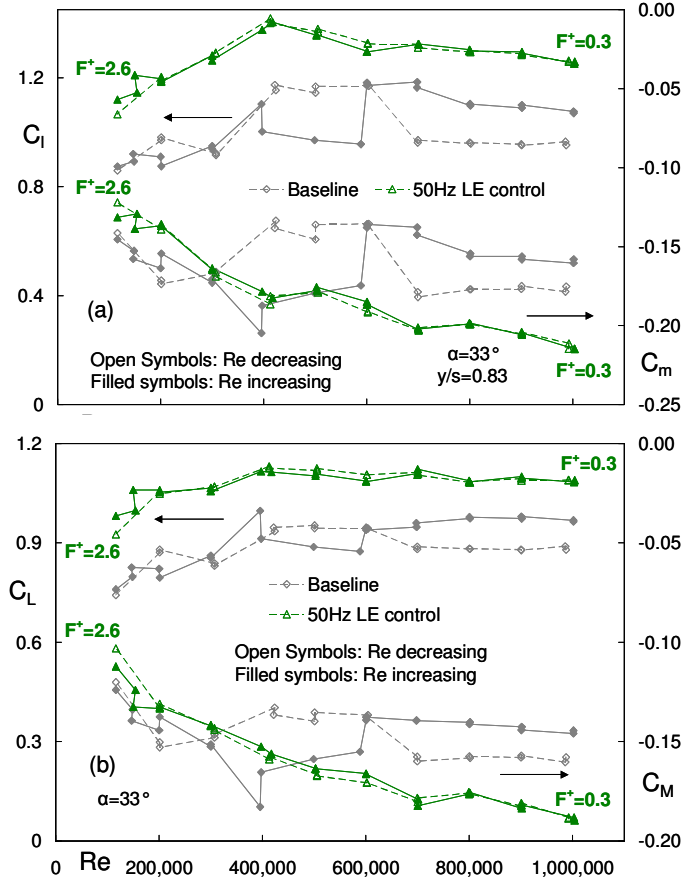 0.00
F⁺=0.3
F⁺=2.6
1.2
-0.05
C_l
-0.10
0.8
F⁺=2.6
Baseline
50Hz LE control
-0.15
0.4
(a)
-0.20
Open Symbols: Re decreasing
α=33°
C_m
Filled symbols: Re increasing
y/s=0.83
F⁺=0.3
0
-0.25
1.2
0.00
F⁺=0.3
0.9
F⁺=2.6
-0.05
C_L
Baseline
50Hz LE control
0.6
F⁺=2.6
-0.10
Open Symbols: Re decreasing
Filled symbols: Re increasing
0.3
-0.15
(b)
C_M
α=33°
F⁺=0.3
0
-0.20
0
Re
200,000
400,000
600,000
800,000
1,000,000